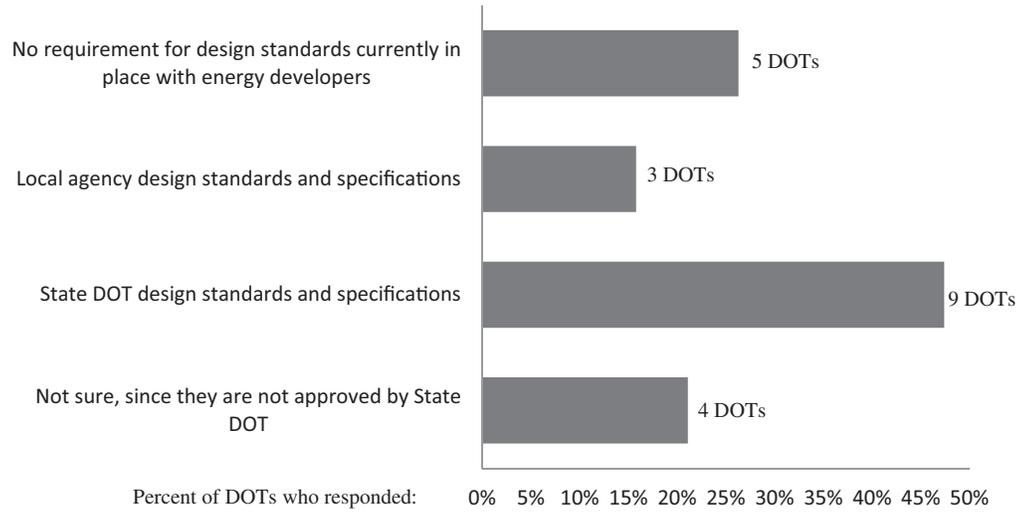 No requirement for design standards currently in
place with energy developers
5 DOTs
Local agency design standards and specifications
3 DOTs
State DOT design standards and specifications
9 DOTs
Not sure, since they are not approved by State
DOT
4 DOTs
Percent of DOTs who responded: 0% 5% 10% 15% 20% 25% 30% 35% 40% 45% 50%